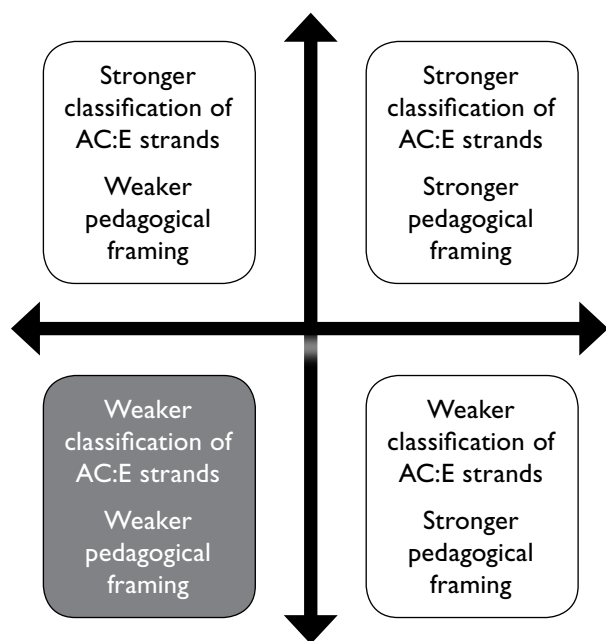 Stronger
classification of
AC:E strands
Weaker
pedagogical
framing
Stronger
classification of
AC:E strands
Stronger
pedagogical
framing
Weaker
classification of
AC:E strands
Weaker
pedagogical
framing
Weaker
classification of
AC:E strands
Stronger
pedagogical
framing